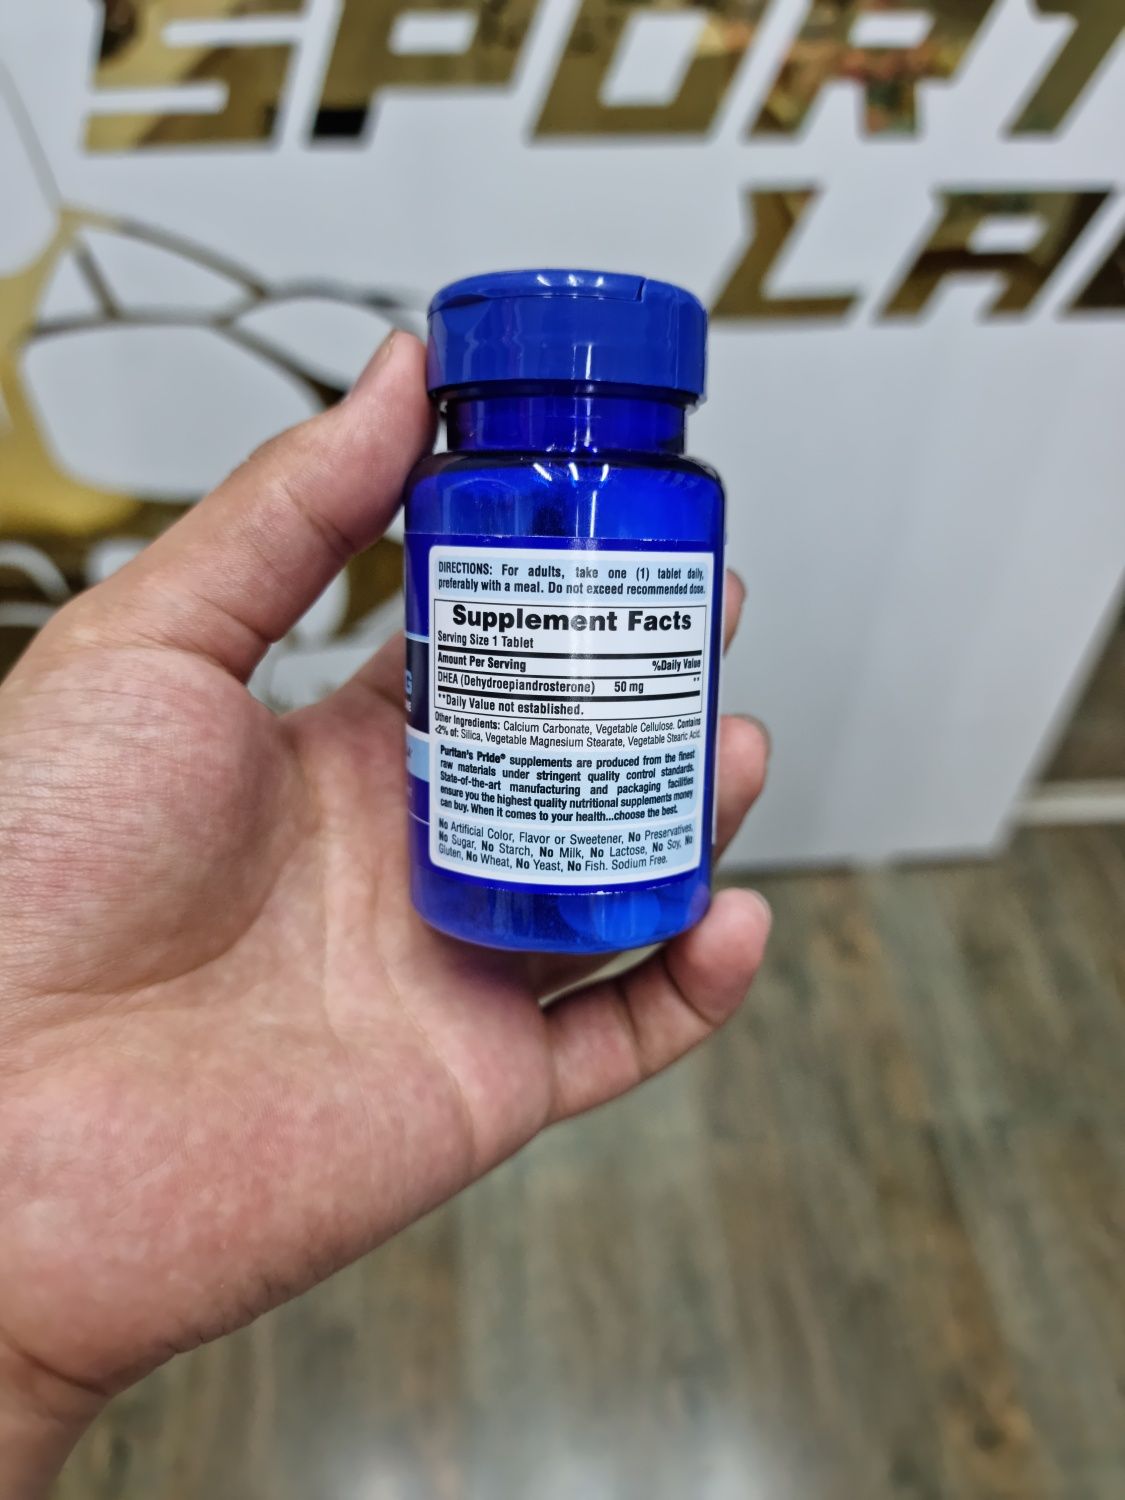 SPORT
LA
DIRECTIONS: For adults, take one (1) tablet daily,
preferably with a meal. Do not exceed recommended dose.
Supplement Facts
Serving Size 1 Tablet
Amount Per Serving %Daily Value
DHEA (Dehydroepiandrosterone) 50 mg **
**Daily Value not established.
Other Ingredients: Calcium Carbonate, Vegetable Cellulose. Contains
<2% of: Silica, Vegetable Magnesium Stearate, Vegetable Stearic Acid.
Puritan's Pride® supplements are produced from the finest
raw materials under stringent quality control standards.
State-of-the-art manufacturing and packaging facilities
ensure you the highest quality nutritional supplements money
can buy. When it comes to your health...choose the best.
No Artificial Color, Flavor or Sweetener, No Preservatives,
No Sugar, No Starch, No Milk, No Lactose, No Soy, No
Gluten, No Wheat, No Yeast, No Fish. Sodium Free.